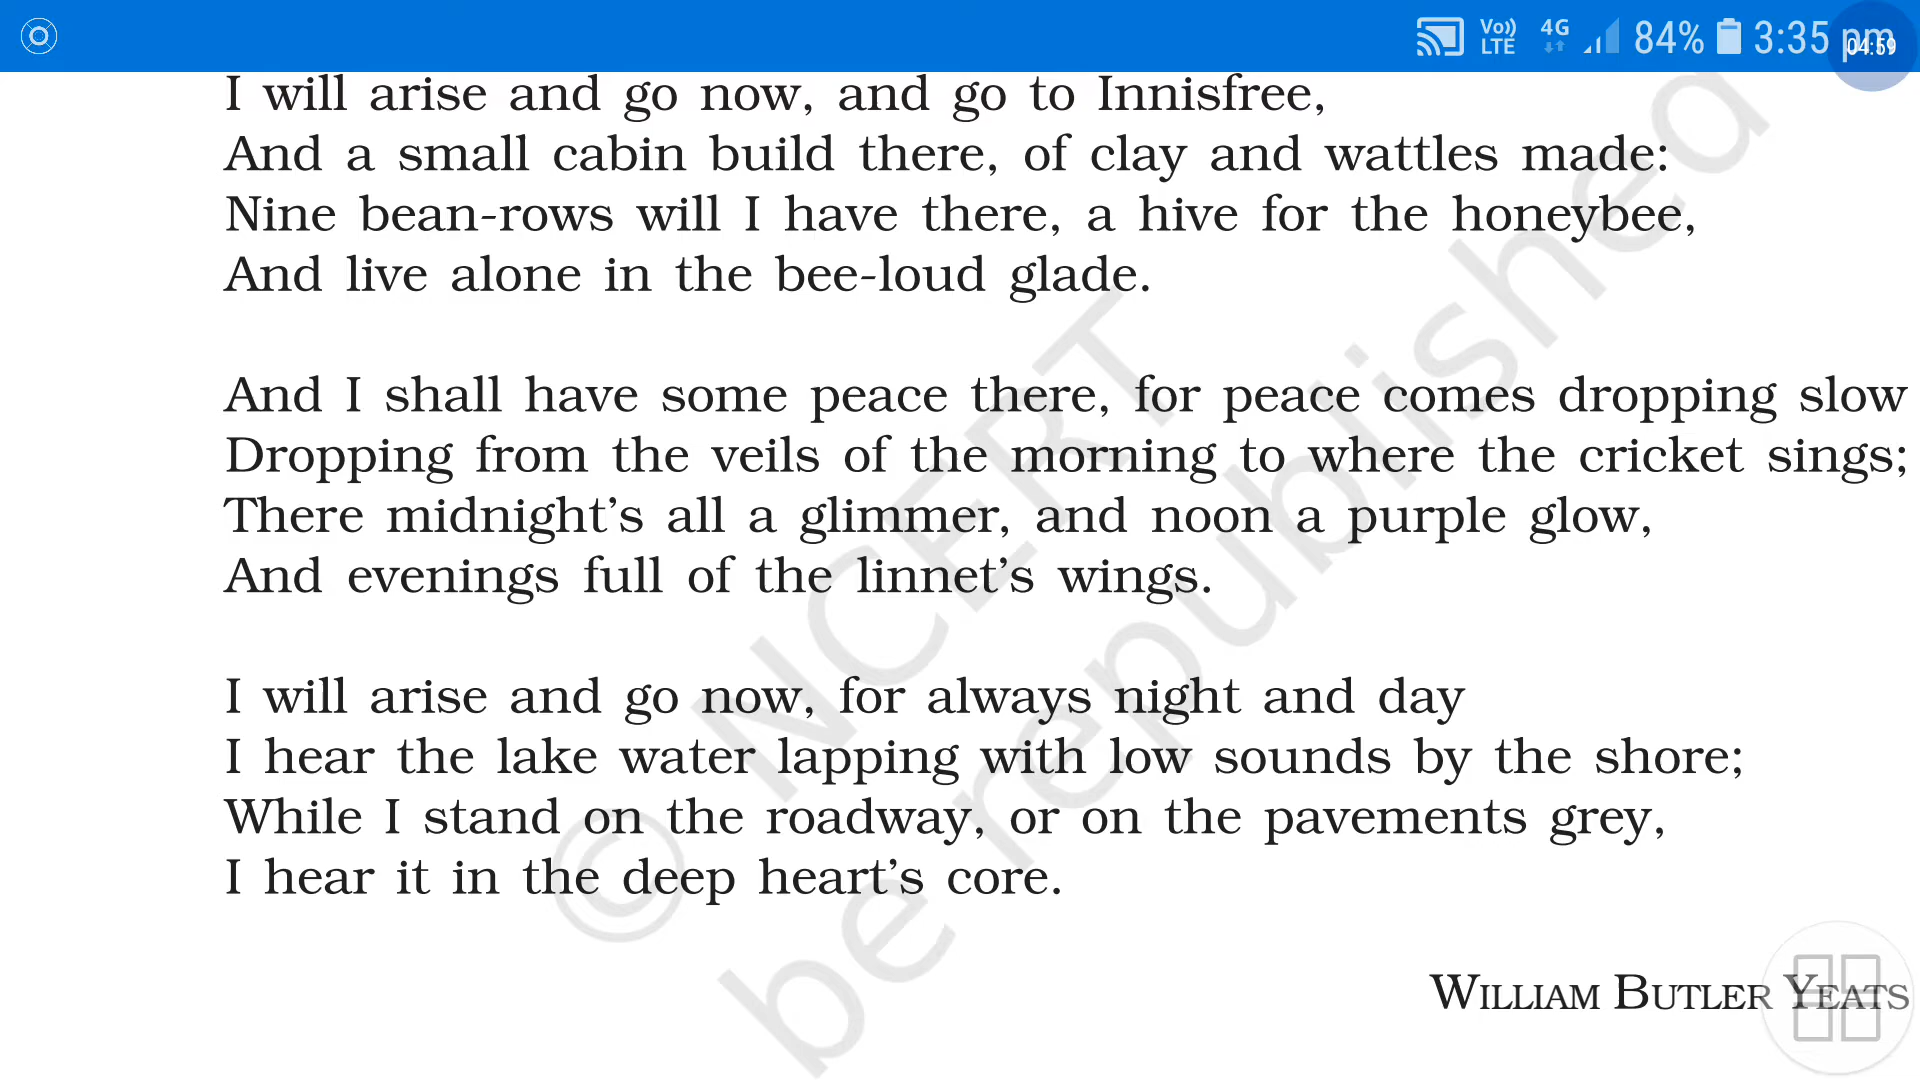 Vo)) 4G 84% 3:35 pm
LTE 04:59
I will arise and go now, and go to Innisfree,
And a small cabin build there, of clay and wattles made:
Nine bean-rows will I have there, a hive for the honeybee,
And live alone in the bee-loud glade.
And I shall have some peace there, for peace comes dropping slow
Dropping from the veils of the morning to where the cricket sings;
There midnight’s all a glimmer, and noon a purple glow,
And evenings full of the linnet’s wings.
I will arise and go now, for always night and day
I hear the lake water lapping with low sounds by the shore;
While I stand on the roadway, or on the pavements grey,
I hear it in the deep heart’s core.
WILLIAM BUTLER YEATS
© NCERT
be republished